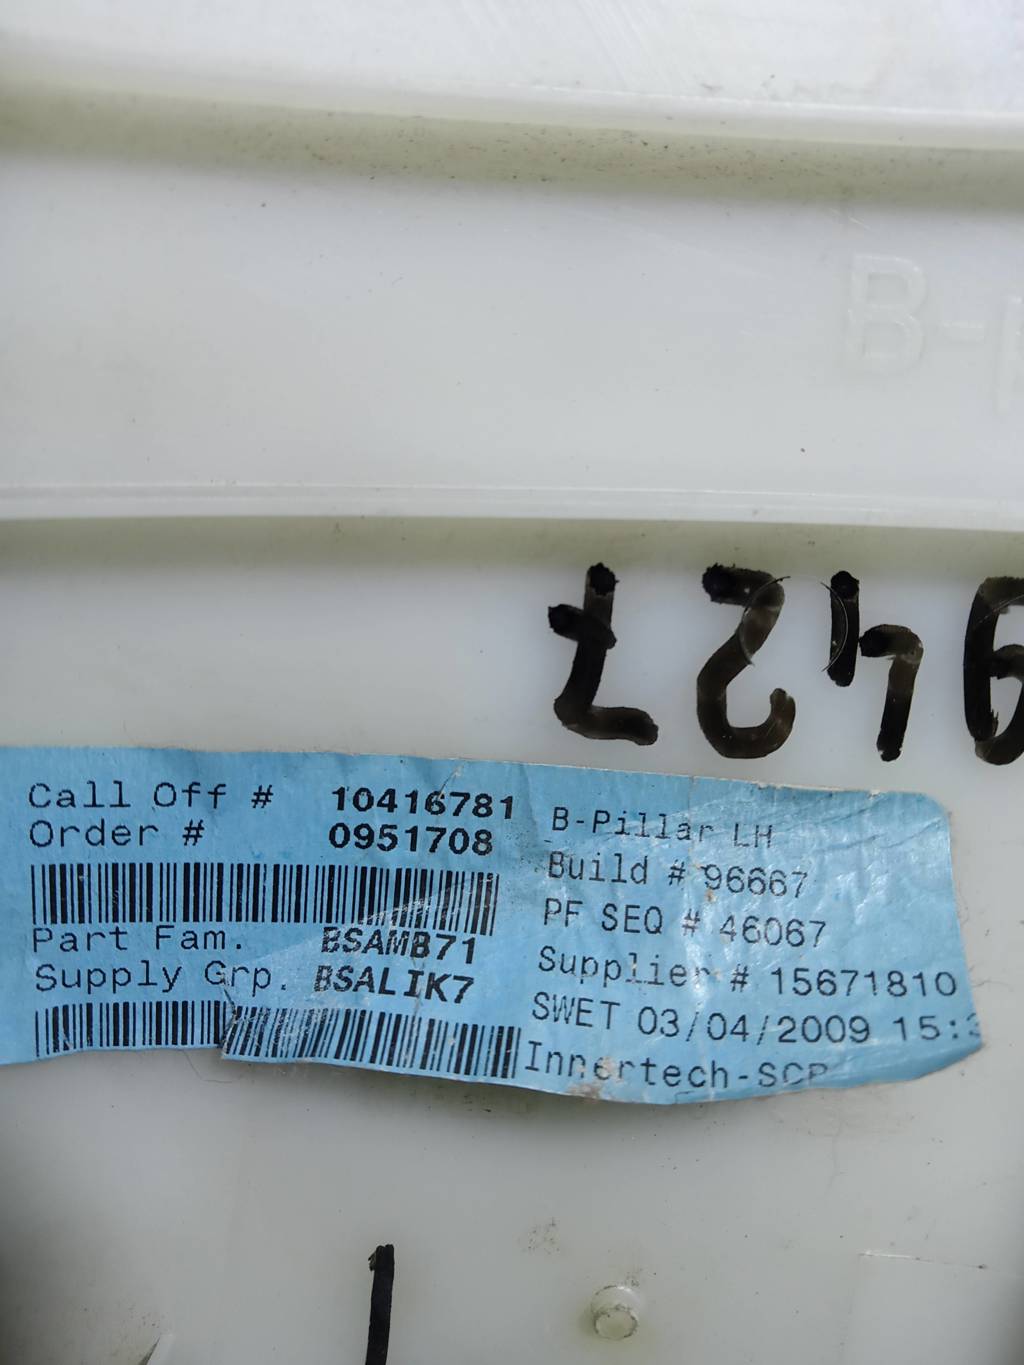 B-
Call Off # 10416781
Order # 0951708
Part Fam. BSAMB71
Supply Grp. BSALIK7
B-Pillar LH
Build # 96667
PF SEQ # 46067
Supplier # 15671810
SWET 03/04/2009 15:
Innertech-SCP